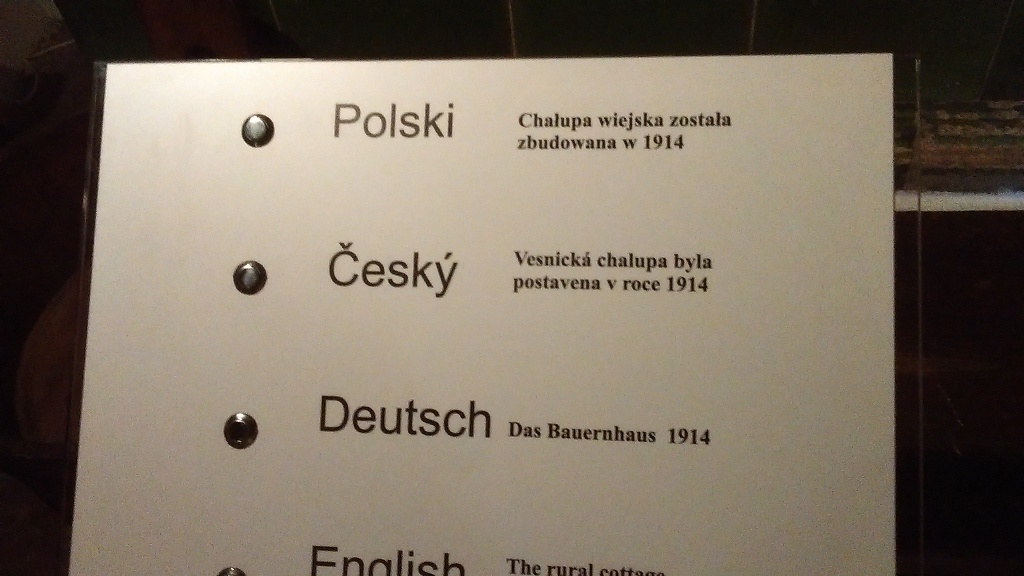 Polski
Chałupa wiejska została
zbudowana w 1914
Český
Vesnická chalupa byla
postavena v roce 1914
Deutsch
Das Bauernhaus 1914
English
The rural cottage